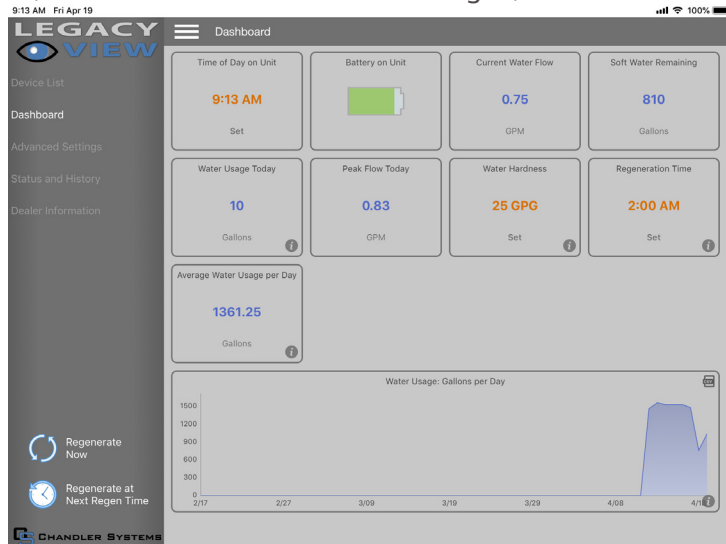 9:13 AM Fri Apr 19
100%
LEGACY
VIEW
Device List
Dashboard
Advanced Settings
Status and History
Dealer Information
Regenerate
Now
Regenerate at
Next Regen Time
CHANDLER SYSTEMS
Dashboard
Time of Day on Unit
9:13 AM
Set
Battery on Unit
Current Water Flow
0.75
GPM
Soft Water Remaining
810
Gallons
Water Usage Today
10
Gallons
Peak Flow Today
0.83
GPM
Water Hardness
25 GPG
Set
Regeneration Time
2:00 AM
Set
Average Water Usage per Day
1361.25
Gallons
Water Usage: Gallons per Day
1500
1200
900
600
300
0
2/17 2/27 3/09 3/19 3/29 4/08